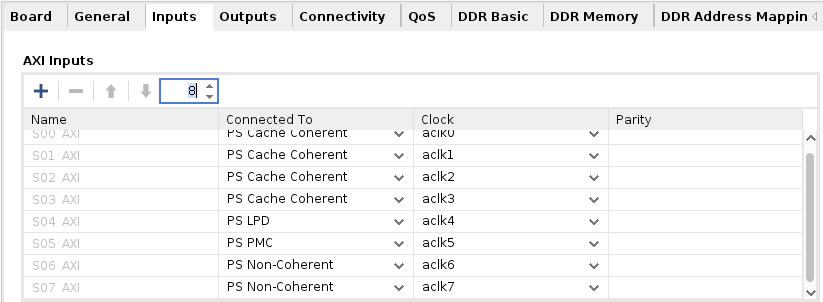 Board General Inputs Outputs Connectivity QoS DDR Basic DDR Memory DDR Address Mappin
AXI Inputs
8
Name Connected To Clock Parity
S00 AXI PS Cache Coherent aclk0
S01 AXI PS Cache Coherent aclk1
S02 AXI PS Cache Coherent aclk2
S03 AXI PS Cache Coherent aclk3
S04 AXI PS LPD aclk4
S05 AXI PS PMC aclk5
S06 AXI PS Non-Coherent aclk6
S07 AXI PS Non-Coherent aclk7